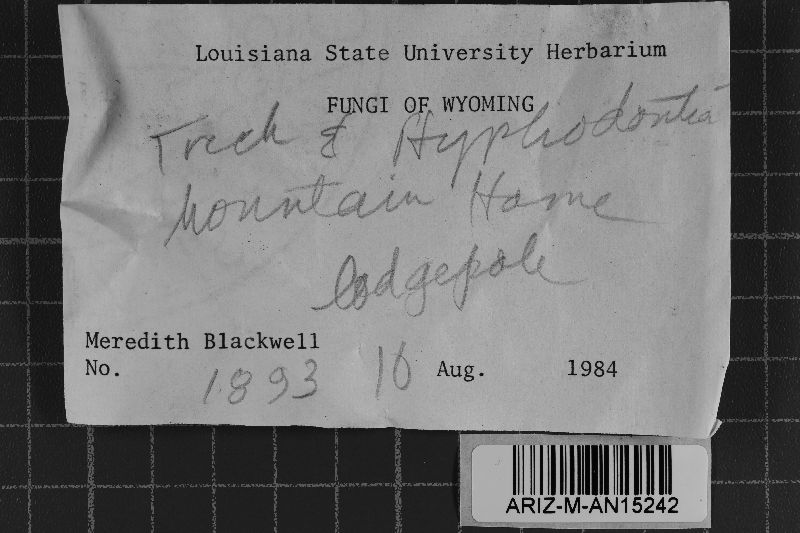 Louisiana State University Herbarium
FUNGI OF WYOMING
Trech & Hyphodontia
Mountain Home
lodgepole
Meredith Blackwell
No. 1893 16 Aug. 1984
ARIZ-M-AN15242